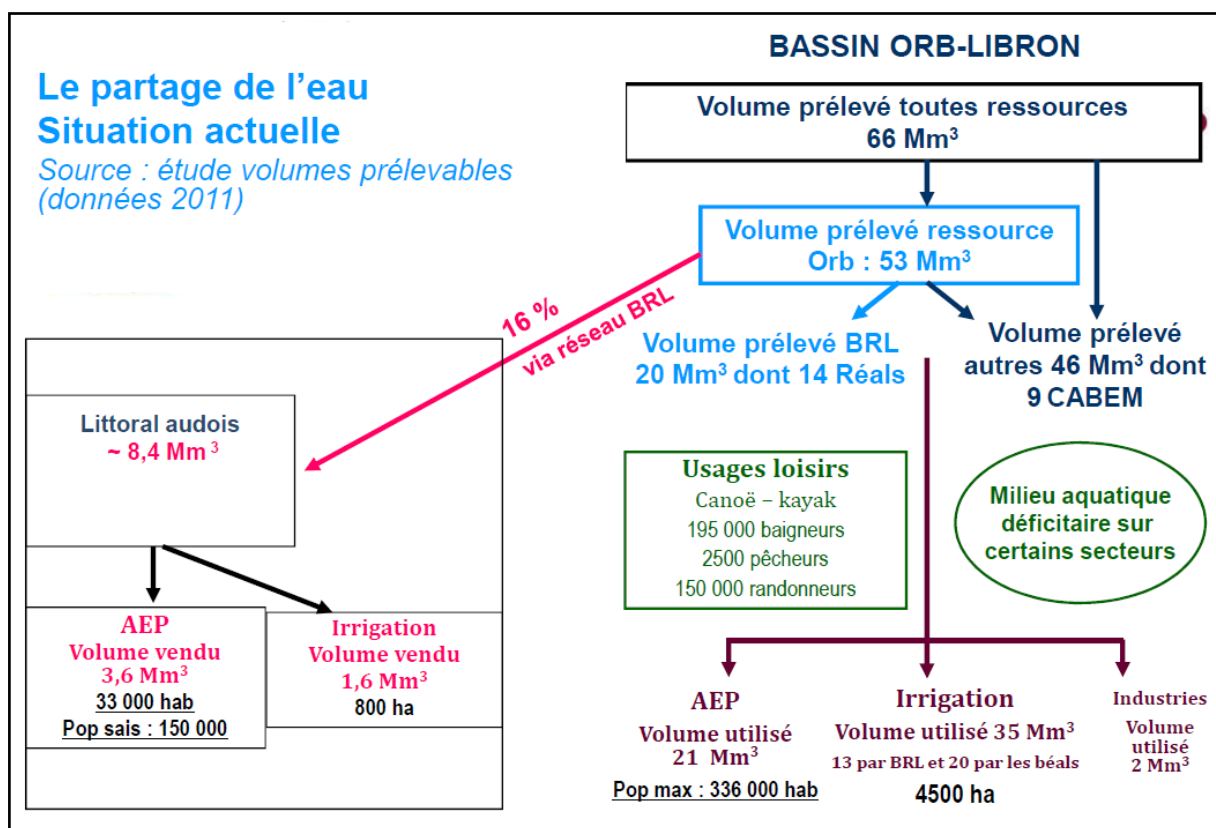 Le partage de l’eau
Situation actuelle
Source : étude volumes prélevables
(données 2011)
BASSIN ORB-LIBRON
Volume prélevé toutes ressources
66 Mm³
Volume prélevé ressource
Orb : 53 Mm³
16 %
via réseau BRL
Volume prélevé BRL
20 Mm³ dont 14 Réals
Volume prélevé
autres 46 Mm³ dont
9 CABEM
Littoral audois
~ 8,4 Mm³
Usages loisirs
Canoë – kayak
195 000 baigneurs
2500 pêcheurs
150 000 randonneurs
Milieu aquatique
déficitaire sur
certains secteurs
AEP
Volume vendu
3,6 Mm³
33 000 hab
Pop sais : 150 000
Irrigation
Volume vendu
1,6 Mm³
800 ha
AEP
Volume utilisé
21 Mm³
Pop max : 336 000 hab
Irrigation
Volume utilisé 35 Mm³
13 par BRL et 20 par les béals
4500 ha
Industries
Volume
utilisé
2 Mm³